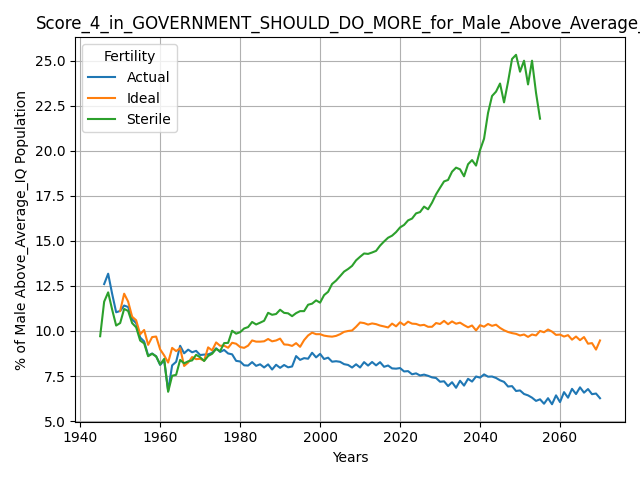 Score_4_in_GOVERNMENT_SHOULD_DO_MORE_for_Male_Above_Average_
Fertility
Actual
Ideal
Sterile
% of Male Above_Average_IQ Population
25.0
22.5
20.0
17.5
15.0
12.5
10.0
7.5
5.0
1940 1960 1980 2000 2020 2040 2060
Years